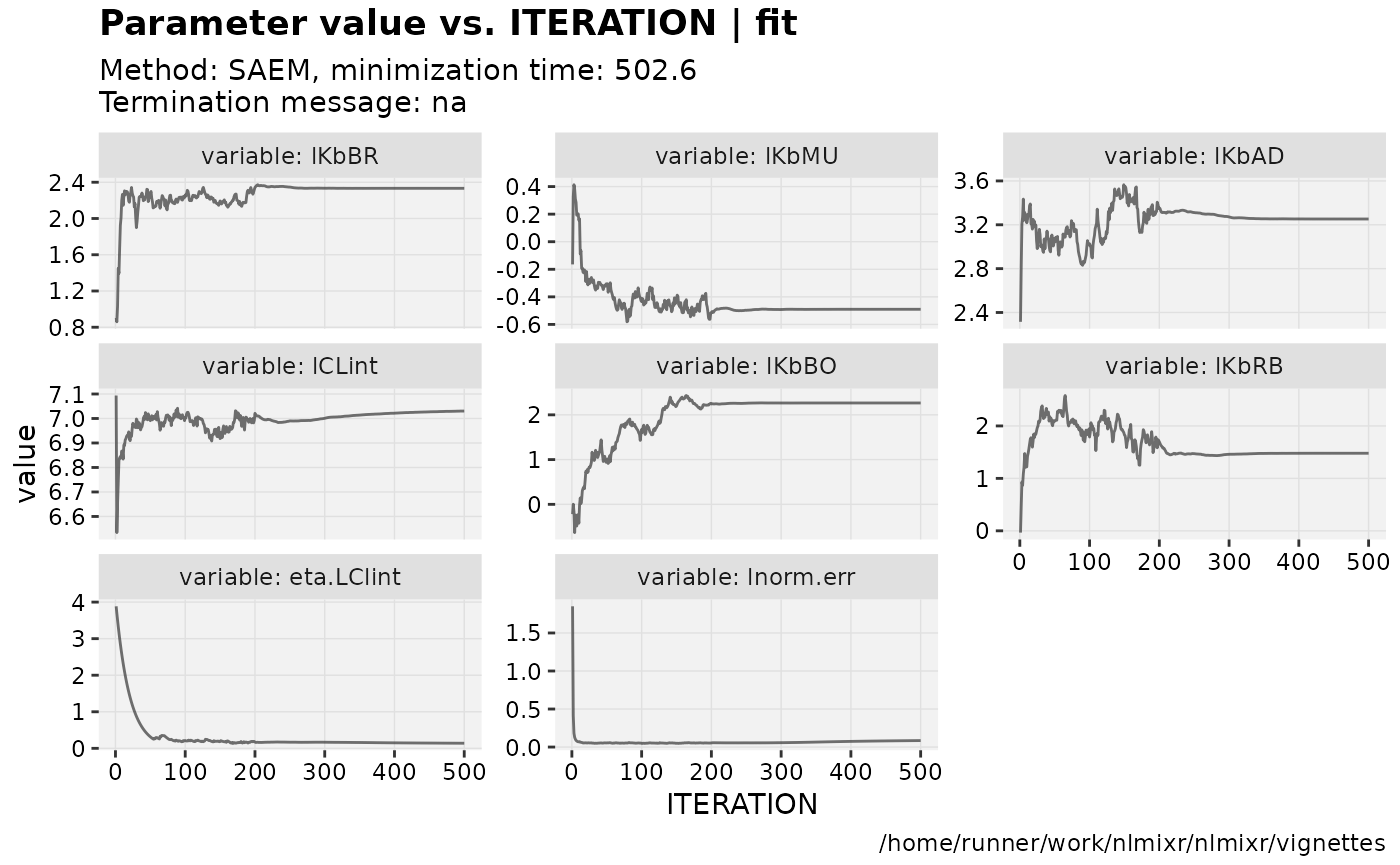 Parameter value vs. ITERATION | fit
Method: SAEM, minimization time: 502.6
Termination message: na
variable: lKbBR
variable: lKbMU
variable: lKbAD
2.4
2.0
1.6
1.2
0.8
0.4
0.2
0.0
-0.2
-0.4
-0.6
3.6
3.2
2.8
2.4
variable: lCLint
variable: lKbBO
variable: lKbRB
7.1
7.0
6.9
6.8
6.7
6.6
2
1
0
2
1
0
0 100 200 300 400 500
value
variable: eta.LClint
variable: lnorm.err
4
3
2
1
0
1.5
1.0
0.5
0.0
0 100 200 300 400 500
0 100 200 300 400 500
ITERATION
/home/runner/work/nlmixr/nlmixr/vignettes